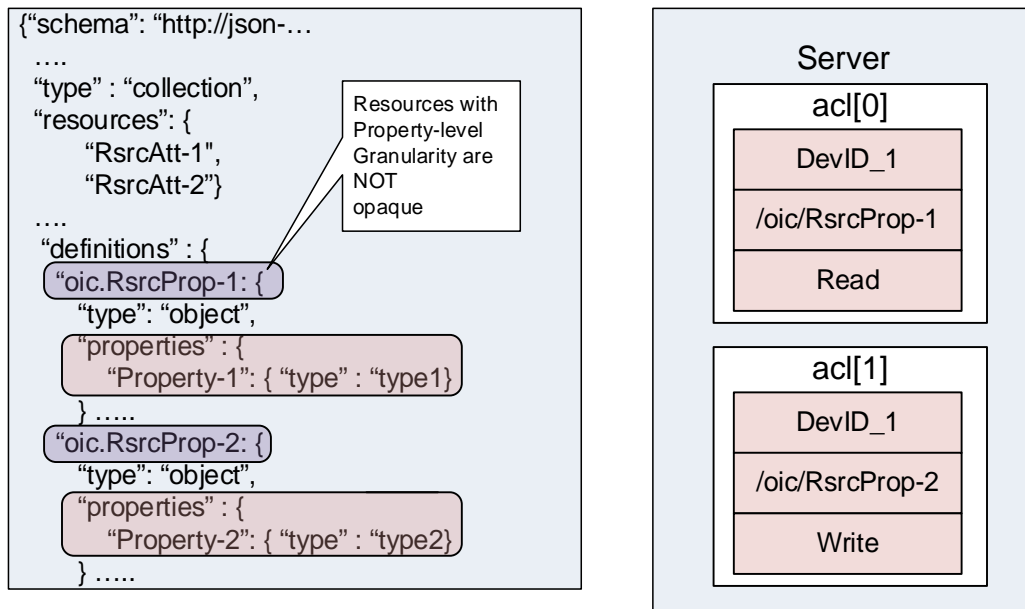 {“schema”: “http://json-…
….
“type” : “collection”,
“resources”: {
“RsrcAtt-1",
“RsrcAtt-2”}
….
“definitions” : {
“oic.RsrcProp-1: {
“type”: “object”,
“properties” : {
“Property-1”: { “type” : “type1}
} …..
“oic.RsrcProp-2: {
“type”: “object”,
“properties” : {
“Property-2”: { “type” : “type2}
} …..
Resources with
Property-level
Granularity are
NOT
opaque
Server
acl[0]
DevID_1
/oic/RsrcProp-1
Read
acl[1]
DevID_1
/oic/RsrcProp-2
Write